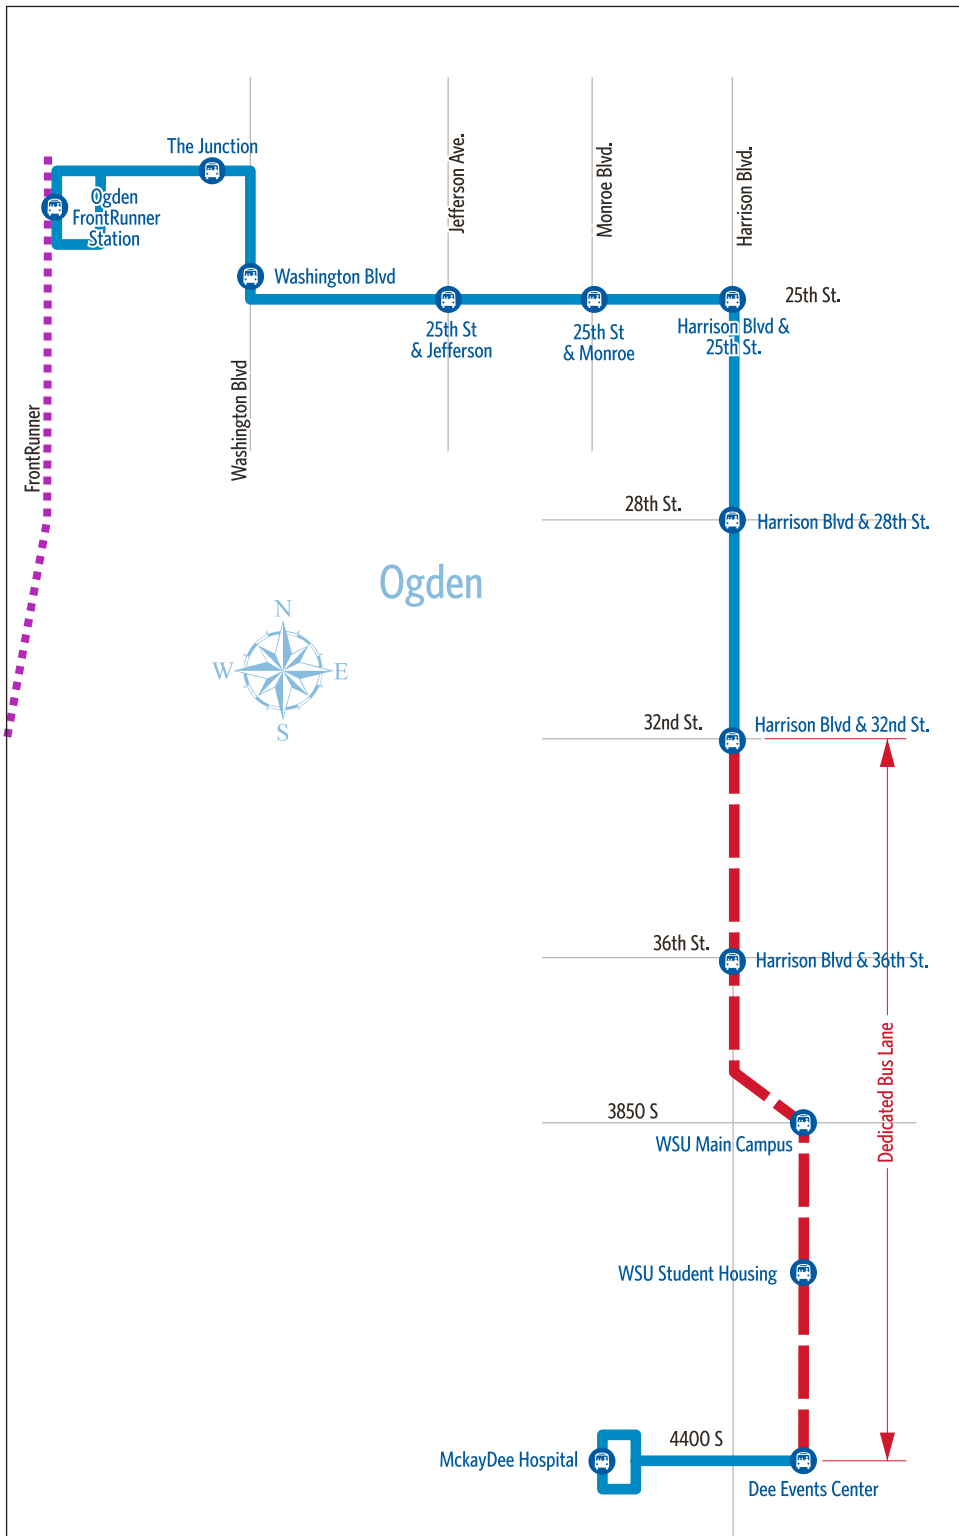 The Junction
Jefferson Ave.
Monroe Blvd.
Harrison Blvd.
Ogden
FrontRunner
Station
Washington Blvd
25th St.
25th St
& Jefferson
25th St
& Monroe
Harrison Blvd &
25th St.
Washington Blvd
FrontRunner
28th St.
Harrison Blvd & 28th St.
Ogden
N
W
E
S
32nd St.
Harrison Blvd & 32nd St.
36th St.
Harrison Blvd & 36th St.
Dedicated Bus Lane
3850 S
WSU Main Campus
WSU Student Housing
4400 S
MckayDee Hospital
Dee Events Center